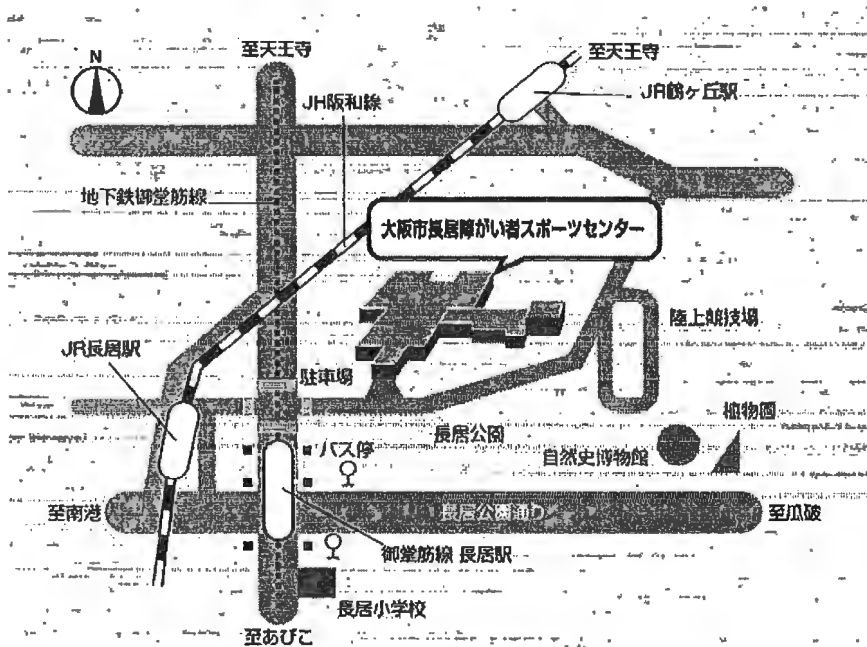 N
至天王寺
至天王寺
JR阪和線
JR鶴ヶ丘駅
地下鉄御堂筋線
大阪市長居障がい者スポーツセンター
陸上競技場
JR長居駅
駐車場
植物園
長居公園
バス停
自然史博物館
至南港
長居公園通り
至瓜破
御堂筋線 長居駅
長居小学校
至あびこ